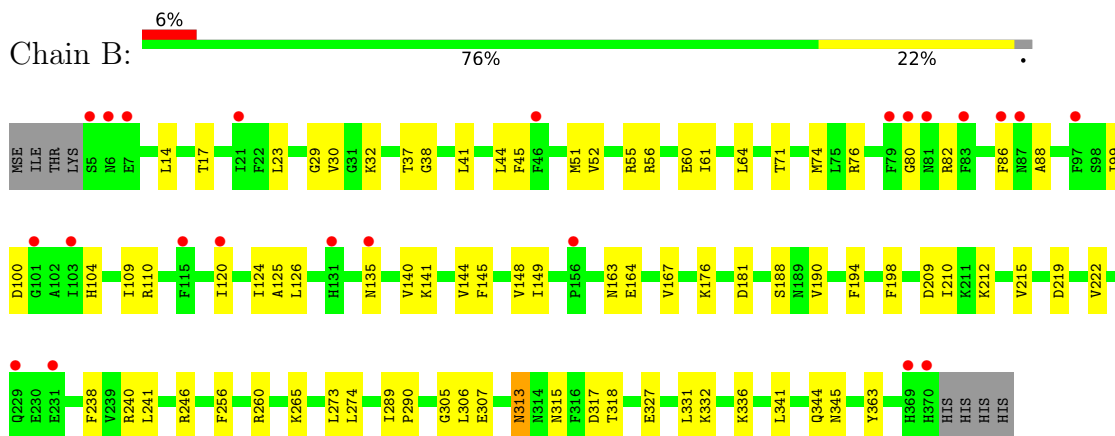 6%
Chain B:
76% 22% •
MSE ILE THR LYS S5 N6 E7 L14 T17 I21 F22 L23 G29 V30 G31 K32 T37 G38 L41 L44 F45 F46 M51 V52 R55 R56 E60 I61 L64 T71 M74 L75 R76 F79 G80 N81 R82 F83 F86 N87 A88 F97 S98 I99
D100 G101 A102 I103 H104 I109 R110 F115 I120 I124 A125 L126 H131 N135 V140 K141 V144 F145 V148 I149 P156 N163 E164 V167 K176 D181 S188 N189 V190 F194 F198 D209 I210 K211 K212 V215 D219 V222
Q229 E230 E231 F238 V239 R240 L241 R246 F256 R260 K265 L273 L274 I289 P290 G305 L306 E307 N313 N314 N315 F316 D317 T318 E327 L331 K332 K336 L341 Q344 N345 Y363 H369 H370 HIS HIS HIS HIS